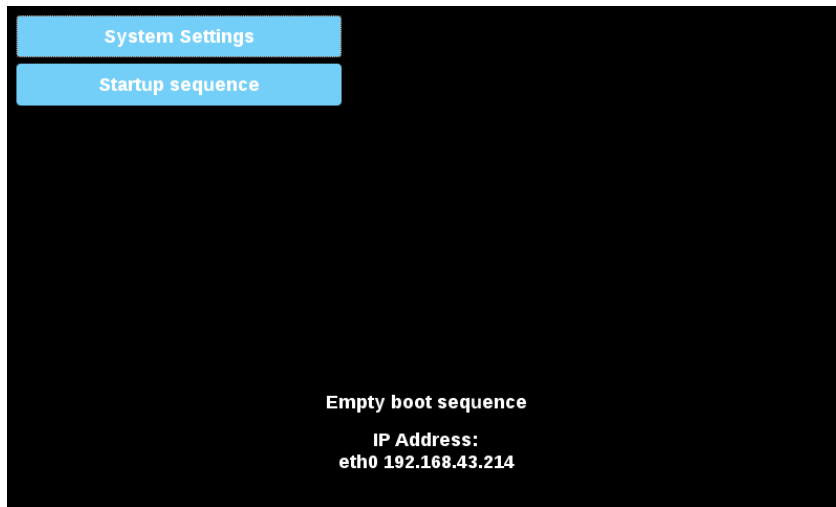 System Settings
Startup sequence
Empty boot sequence
IP Address:
eth0 192.168.43.214